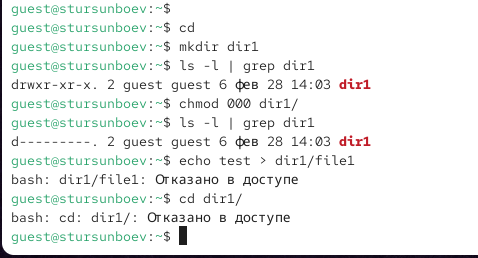 guest@stursunboev:~$
guest@stursunboev:~$ cd
guest@stursunboev:~$ mkdir dir1
guest@stursunboev:~$ ls -l | grep dir1
drwxr-xr-x. 2 guest guest 6 фев 28 14:03 dir1
guest@stursunboev:~$ chmod 000 dir1/
guest@stursunboev:~$ ls -l | grep dir1
d---------. 2 guest guest 6 фев 28 14:03 dir1
guest@stursunboev:~$ echo test > dir1/file1
bash: dir1/file1: Отказано в доступе
guest@stursunboev:~$ cd dir1/
bash: cd: dir1/: Отказано в доступе
guest@stursunboev:~$